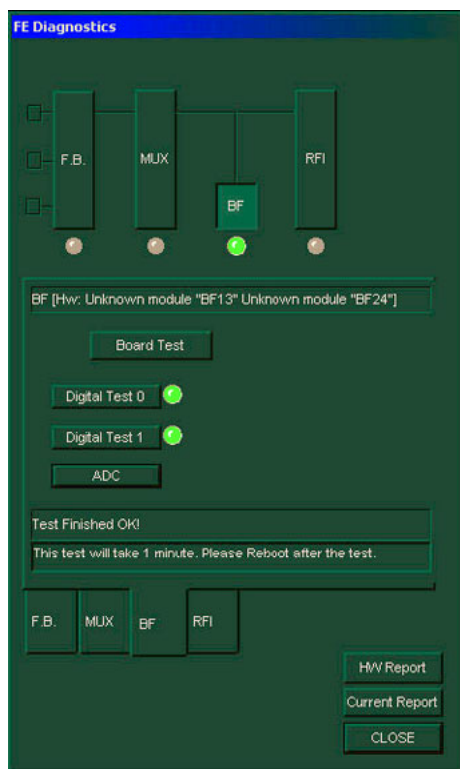 FE Diagnostics
F.B.
MUX
RFI
BF
BF [Hw: Unknown module "BF13" Unknown module "BF24"]
Board Test
Digital Test 0
Digital Test 1
ADC
Test Finished OK!
This test will take 1 minute. Please Reboot after the test.
F.B.
MUX
BF
RFI
HW Report
Current Report
CLOSE